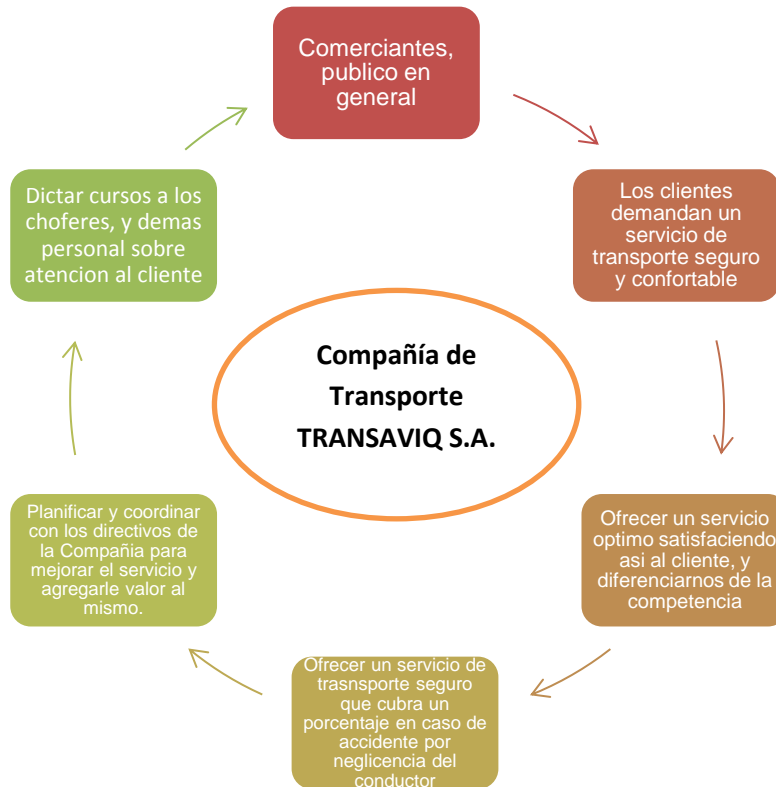 Comerciantes,
publico en
general
Los clientes
demandan un
servicio de
transporte seguro
y confortable
Ofrecer un servicio
optimo satisfaciendo
asi al cliente, y
diferenciarnos de la
competencia
Ofrecer un servicio de
trasnsporte seguro
que cubra un
porcentaje en caso de
accidente por
neglicencia del
conductor
Planificar y coordinar
con los directivos de
la Compañia para
mejorar el servicio y
agregarle valor al
mismo.
Dictar cursos a los
choferes, y demas
personal sobre
atencion al cliente
Compañía de
Transporte
TRANSAVIQ S.A.